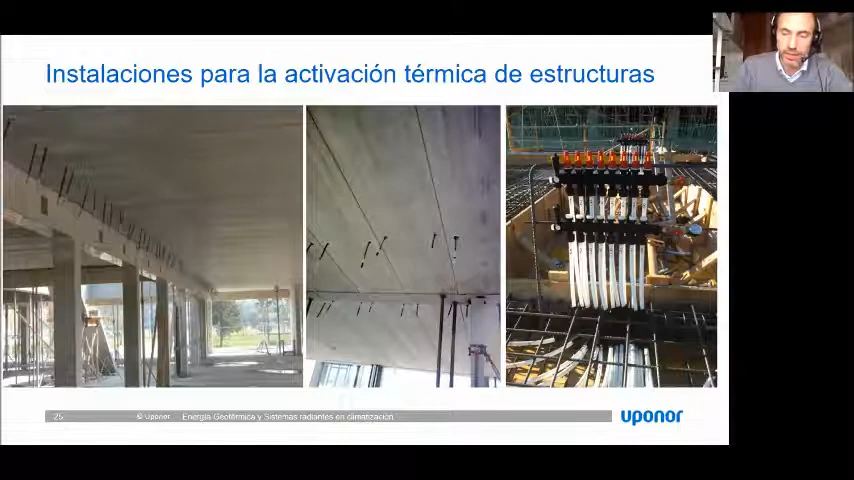 Instalaciones para la activación térmica de estructuras
25 © Uponor Energía Geotérmica y Sistemas radiantes en climatización
uponor